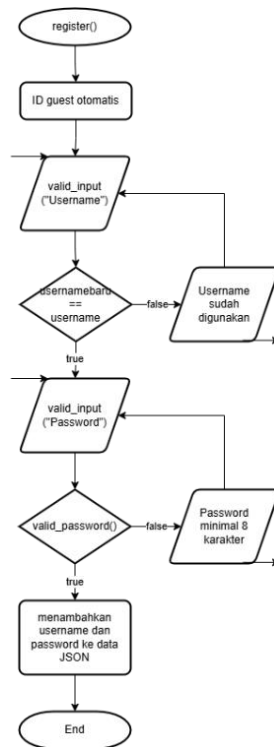 register()
ID guest otomatis
valid_input
("Username")
usernamebaru
==
username
false
Username
sudah
digunakan
true
valid_input
("Password")
valid_password()
false
Password
minimal 8
karakter
true
menambahkan
username dan
password ke data
JSON
End